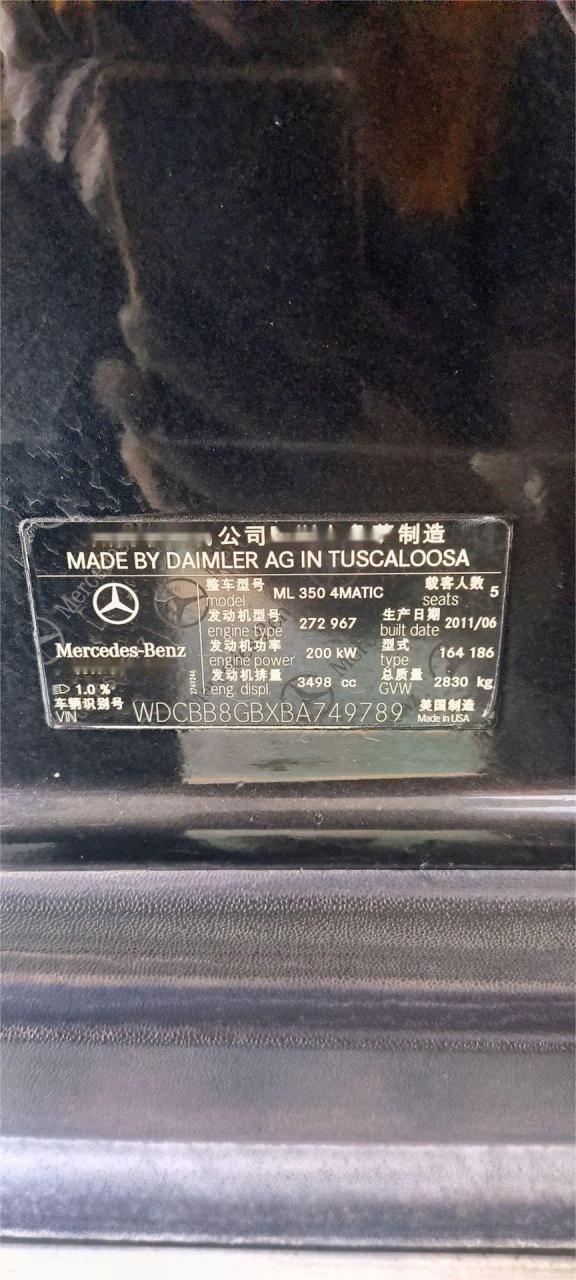 公司 制造
MADE BY DAIMLER AG IN TUSCALOOSA
整车型号 model ML 350 4MATIC 载客人数 seats 5
发动机型号 engine type 272 967 生产日期 built date 2011/06
Mercedes-Benz
发动机功率 engine power 200 kW 型式 type 164 186
发动机排量 eng. displ. 3498 cc 总质量 GVW 2830 kg
1.0 %
2749246
车辆识别号 VIN WDCBB8GBXBA749789 美国制造 Made in USA